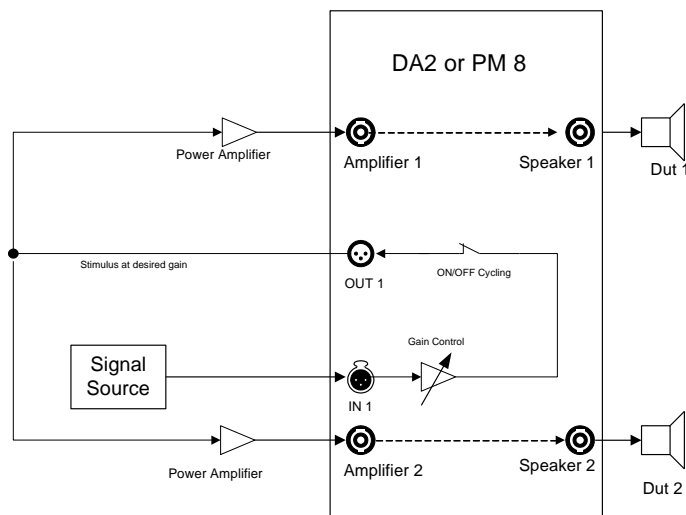 DA2 or PM 8
Power Amplifier
Amplifier 1
Speaker 1
Dut 1
Stimulus at desired gain
OUT 1
ON/OFF Cycling
Signal
Source
Gain Control
IN 1
Power Amplifier
Amplifier 2
Speaker 2
Dut 2